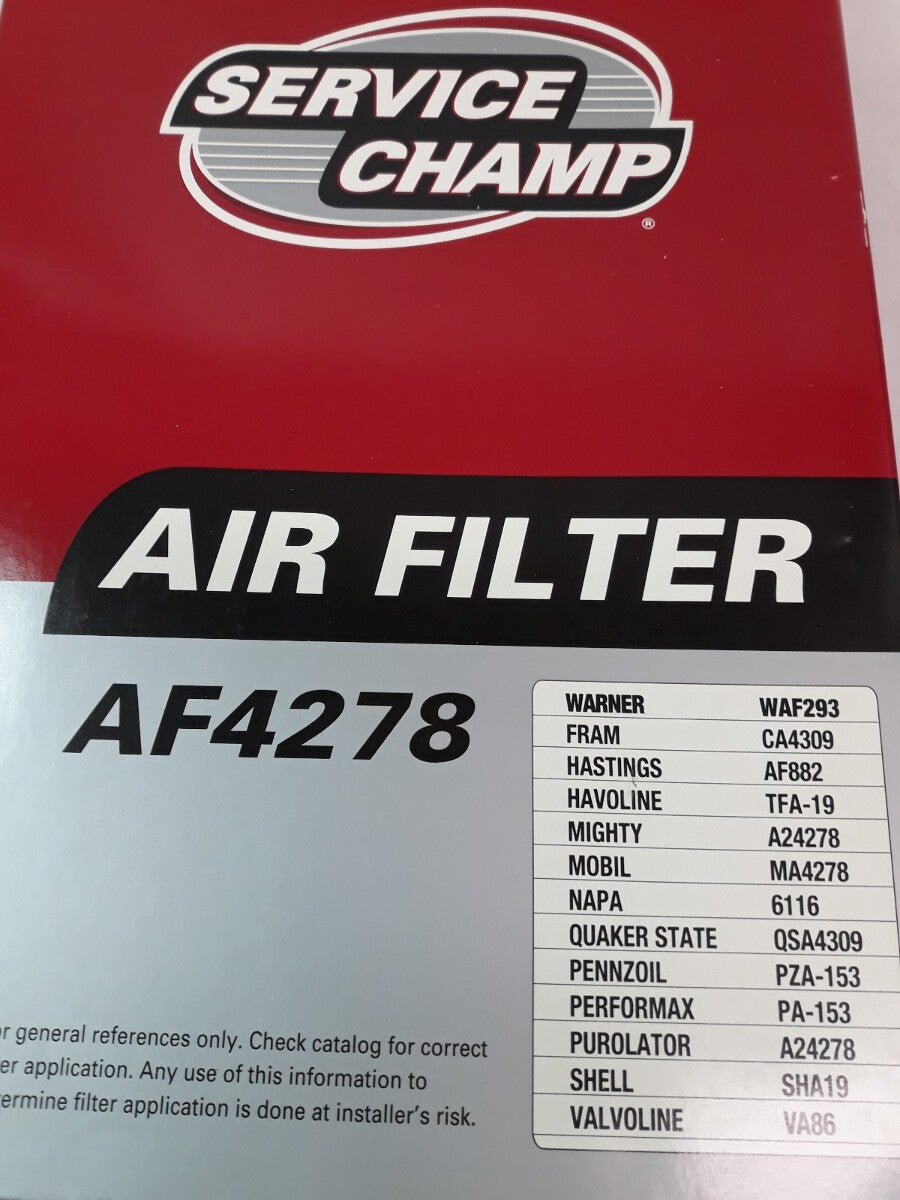 SERVICE
CHAMP
®
AIR FILTER
AF4278
WARNER WAF293
FRAM CA4309
HASTINGS AF882
HAVOLINE TFA-19
MIGHTY A24278
MOBIL MA4278
NAPA 6116
QUAKER STATE QSA4309
PENNZOIL PZA-153
PERFORMAX PA-153
PUROLATOR A24278
SHELL SHA19
VALVOLINE VA86
general references only. Check catalog for correct
application. Any use of this information to
filter application is done at installer's risk.